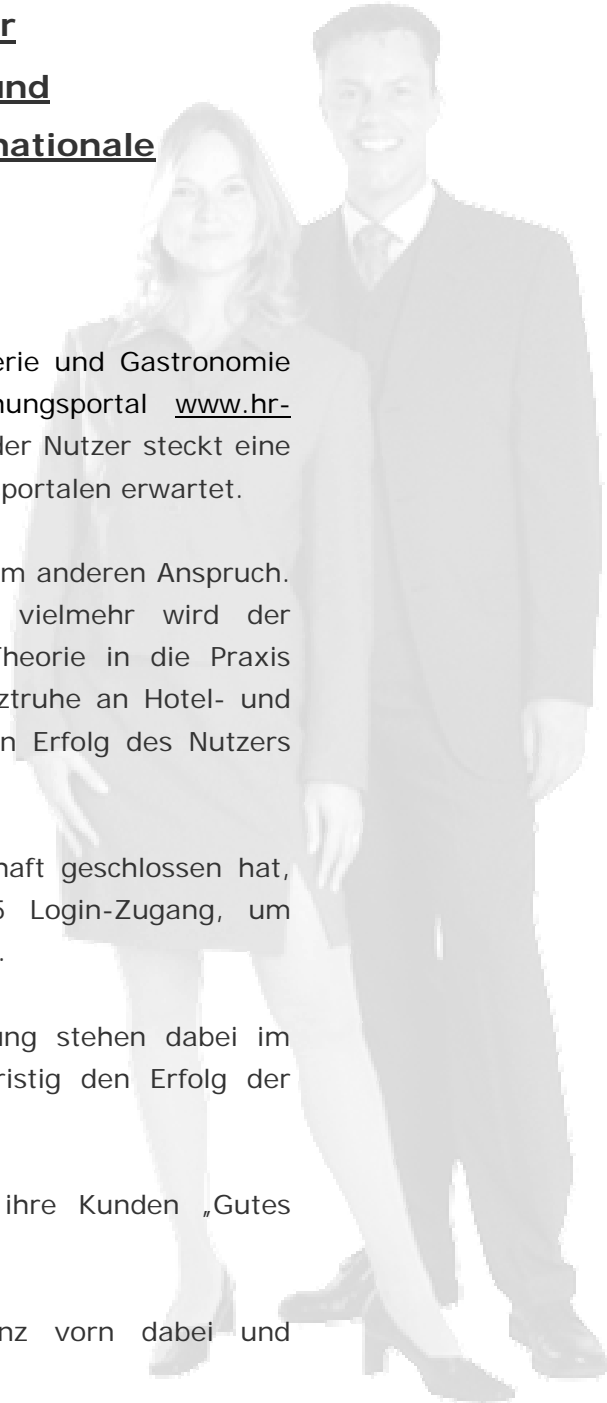 r
und
nationale
erie und Gastronomie
nungsportal www.hr-
der Nutzer steckt eine
portalen erwartet.
m anderen Anspruch.
vielmehr wird der
Theorie in die Praxis
ztruhe an Hotel- und
n Erfolg des Nutzers
haft geschlossen hat,
5 Login-Zugang, um
.
ung stehen dabei im
ristig den Erfolg der
ihre Kunden „Gutes
nz vorn dabei und